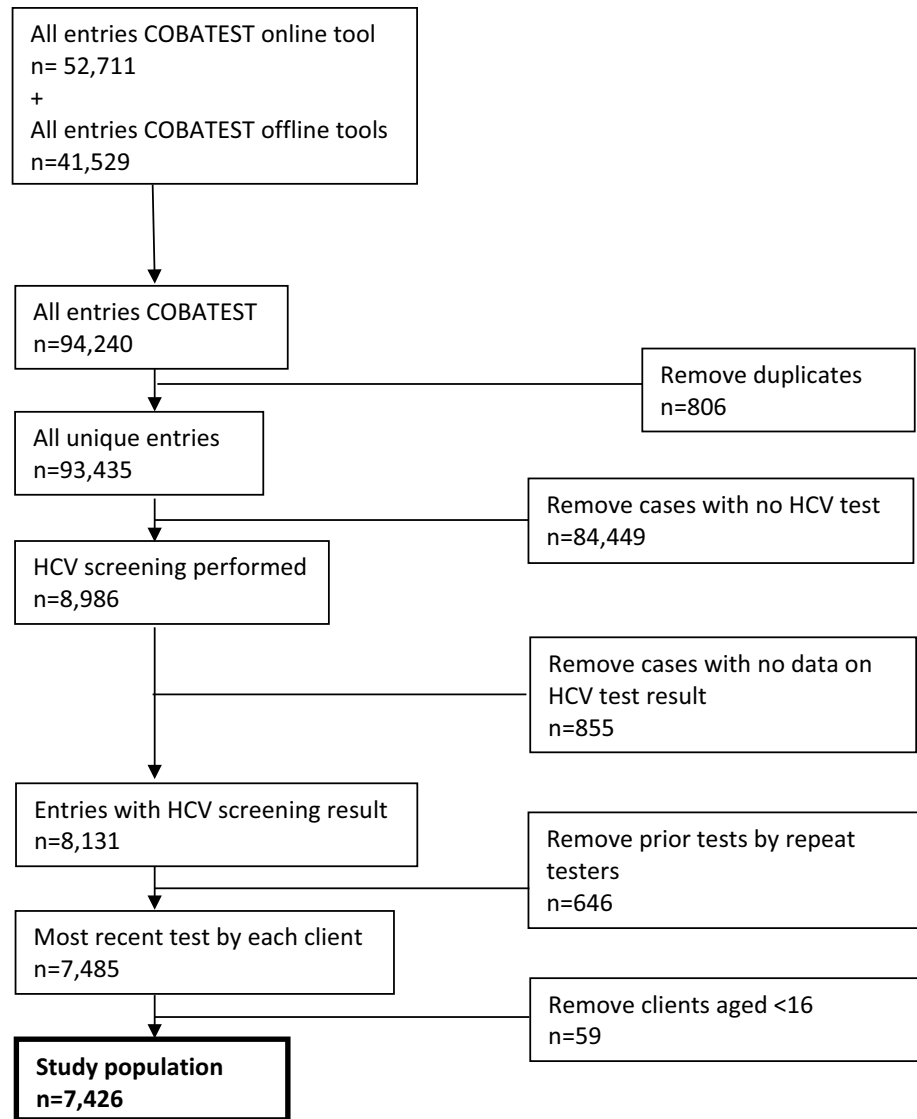 All entries COBATEST online tool
n= 52,711
+
All entries COBATEST offline tools
n=41,529
All entries COBATEST
n=94,240
Remove duplicates
n=806
All unique entries
n=93,435
Remove cases with no HCV test
n=84,449
HCV screening performed
n=8,986
Remove cases with no data on
HCV test result
n=855
Entries with HCV screening result
n=8,131
Remove prior tests by repeat
testers
n=646
Most recent test by each client
n=7,485
Remove clients aged <16
n=59
Study population
n=7,426